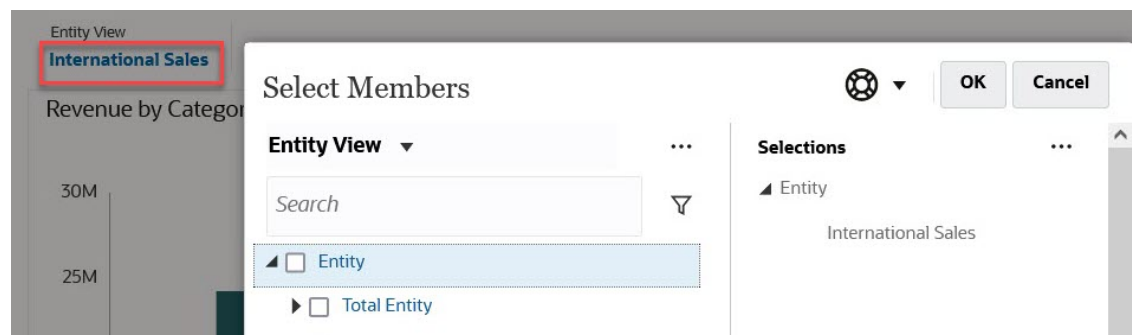 Entity View
International Sales
Revenue by Categor
30M
25M
Select Members
OK
Cancel
Entity View
Search
Entity
Total Entity
Selections
Entity
International Sales